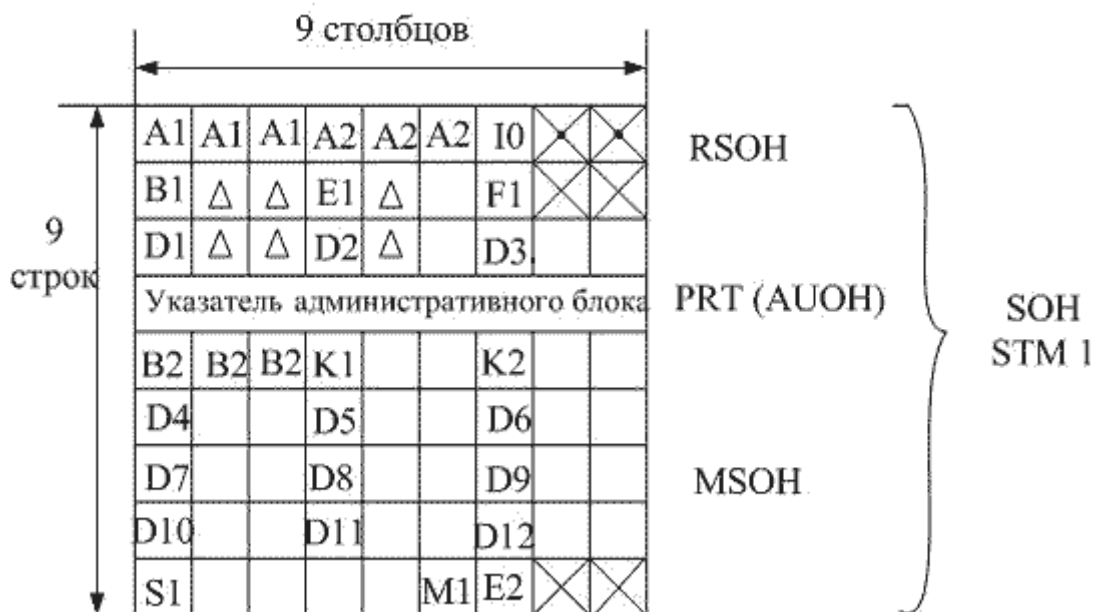 9 столбцов
A1 A1 A1 A2 A2 A2 I0
RSOH
B1 Δ Δ E1 Δ F1
9
строк
D1 Δ Δ D2 Δ D3.
Указатель административного блока
PRT (AUOH)
SOH
STM 1
B2 B2 B2 K1 K2
D4 D5 D6
D7 D8 D9
MSOH
D10 D11 D12
S1 M1 E2